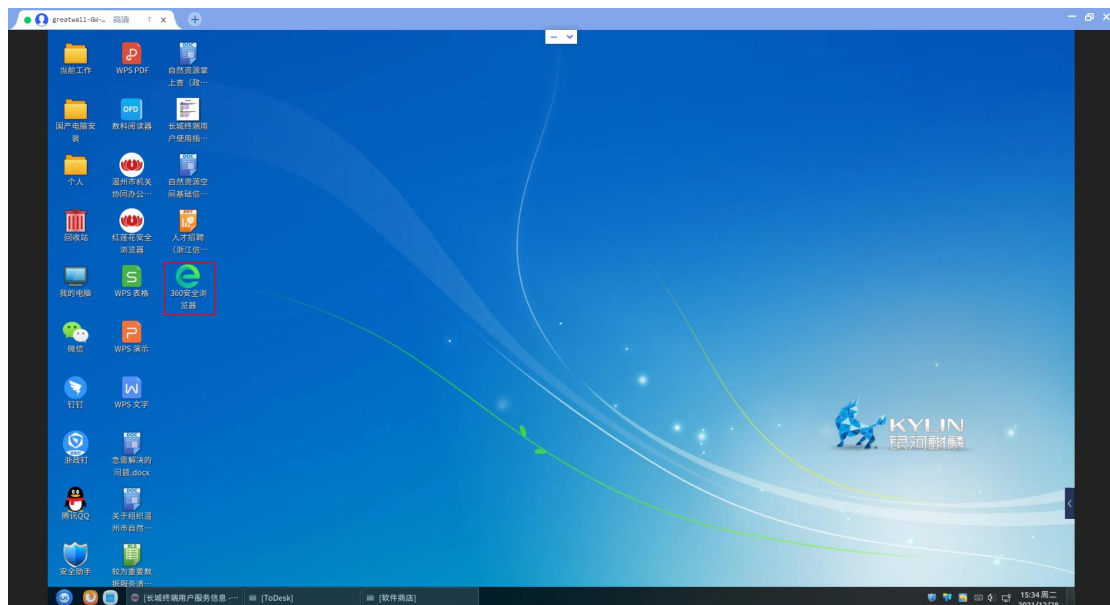 greatwall-GW-…
高清
当前工作
WPS PDF
自然资源掌
上查（政…
国产电脑安
装
OFD
数科阅读器
长城终端用
户使用指…
个人
温州市机关
协同办公…
自然资源空
间基础信…
回收站
红莲花安全
浏览器
人才招聘
（浙江信…
我的电脑
WPS 表格
360安全浏
览器
微信
WPS 演示
钉钉
WPS 文字
浙政钉
急需解决的
问题.docx
腾讯QQ
关于组织温
州市自然…
安全助手
较为重要数
据服务清…
KYLIN
银河麒麟
[长城终端用户服务信息 -…
[ToDesk]
[软件商店]
15:34 周二
2021/12/28